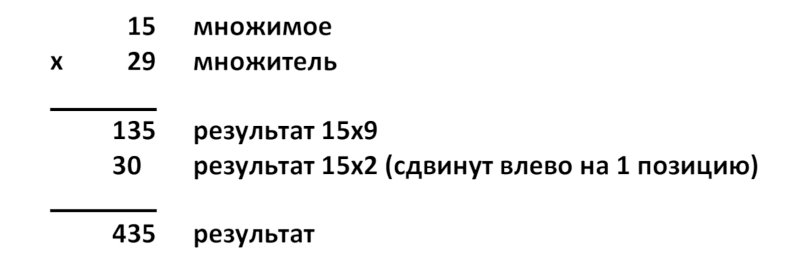 15 множимое
x 29 множитель
135 результат 15x9
30 результат 15x2 (сдвинут влево на 1 позицию)
435 результат